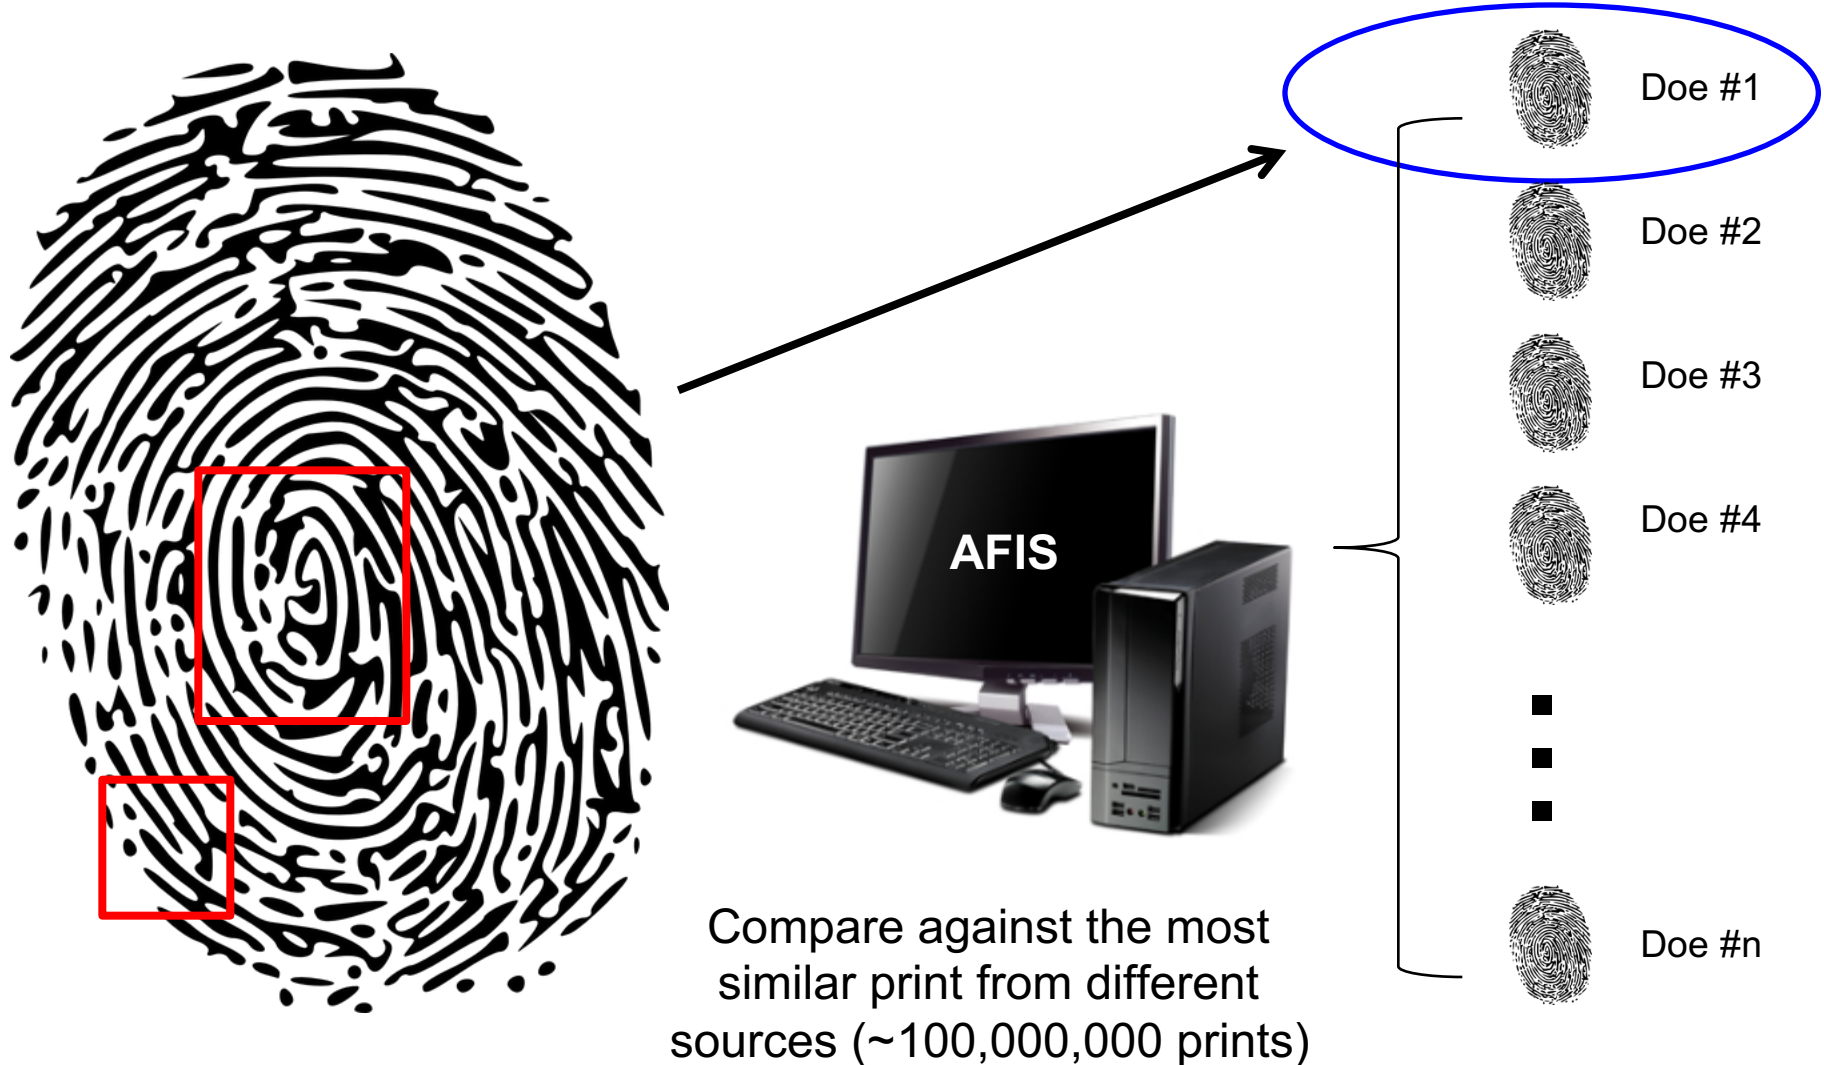 Doe #1
Doe #2
Doe #3
Doe #4
AFIS
Doe #n
Compare against the most
similar print from different
sources (~100,000,000 prints)